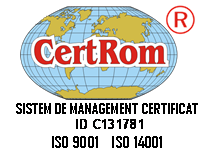 ®
CertRom
SISTEM DE MANAGEMENT CERTIFICAT
ID C131781
ISO 9001 ISO 14001